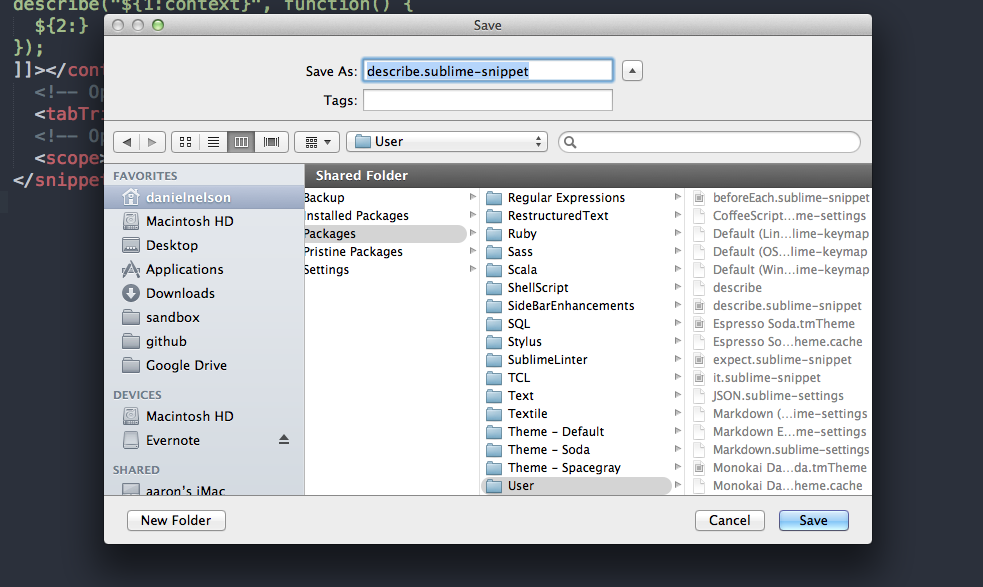 describe("${1:context}", function() {
${2:}
});
]]></cont
<!-- Op
<tabTri
<!-- Op
<scope>
</snippet
Save
Save As: describe.sublime-snippet
Tags:
User
FAVORITES
danielnelson
Macintosh HD
Desktop
Applications
Downloads
sandbox
github
Google Drive
DEVICES
Macintosh HD
Evernote
SHARED
aaron's iMac
Shared Folder
Backup
Installed Packages
Packages
Pristine Packages
Settings
Regular Expressions
RestructuredText
Ruby
Sass
Scala
ShellScript
SideBarEnhancements
SQL
Stylus
SublimeLinter
TCL
Text
Textile
Theme - Default
Theme - Soda
Theme - Spacegray
User
beforeEach.sublime-snippet
CoffeeScript...me-settings
Default (Lin...lime-keymap
Default (OS...lime-keymap
Default (Win...ime-keymap
describe
describe.sublime-snippet
Espresso Soda.tmTheme
Espresso So...heme.cache
expect.sublime-snippet
it.sublime-snippet
JSON.sublime-settings
Markdown (...ime-settings
Markdown E...me-settings
Markdown.sublime-settings
Monokai Da...da.tmTheme
Monokai Da...heme.cache
New Folder
Cancel
Save